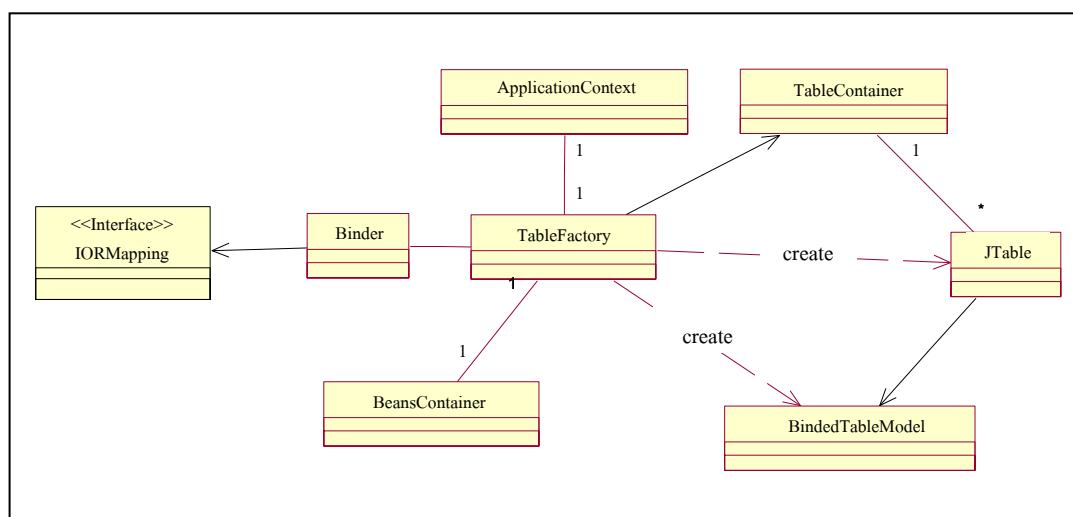 ApplicationContext
TableContainer
1
1
1
*
<<Interface>>
IORMapping
Binder
TableFactory
create
JTable
1
create
1
BeansContainer
BindedTableModel